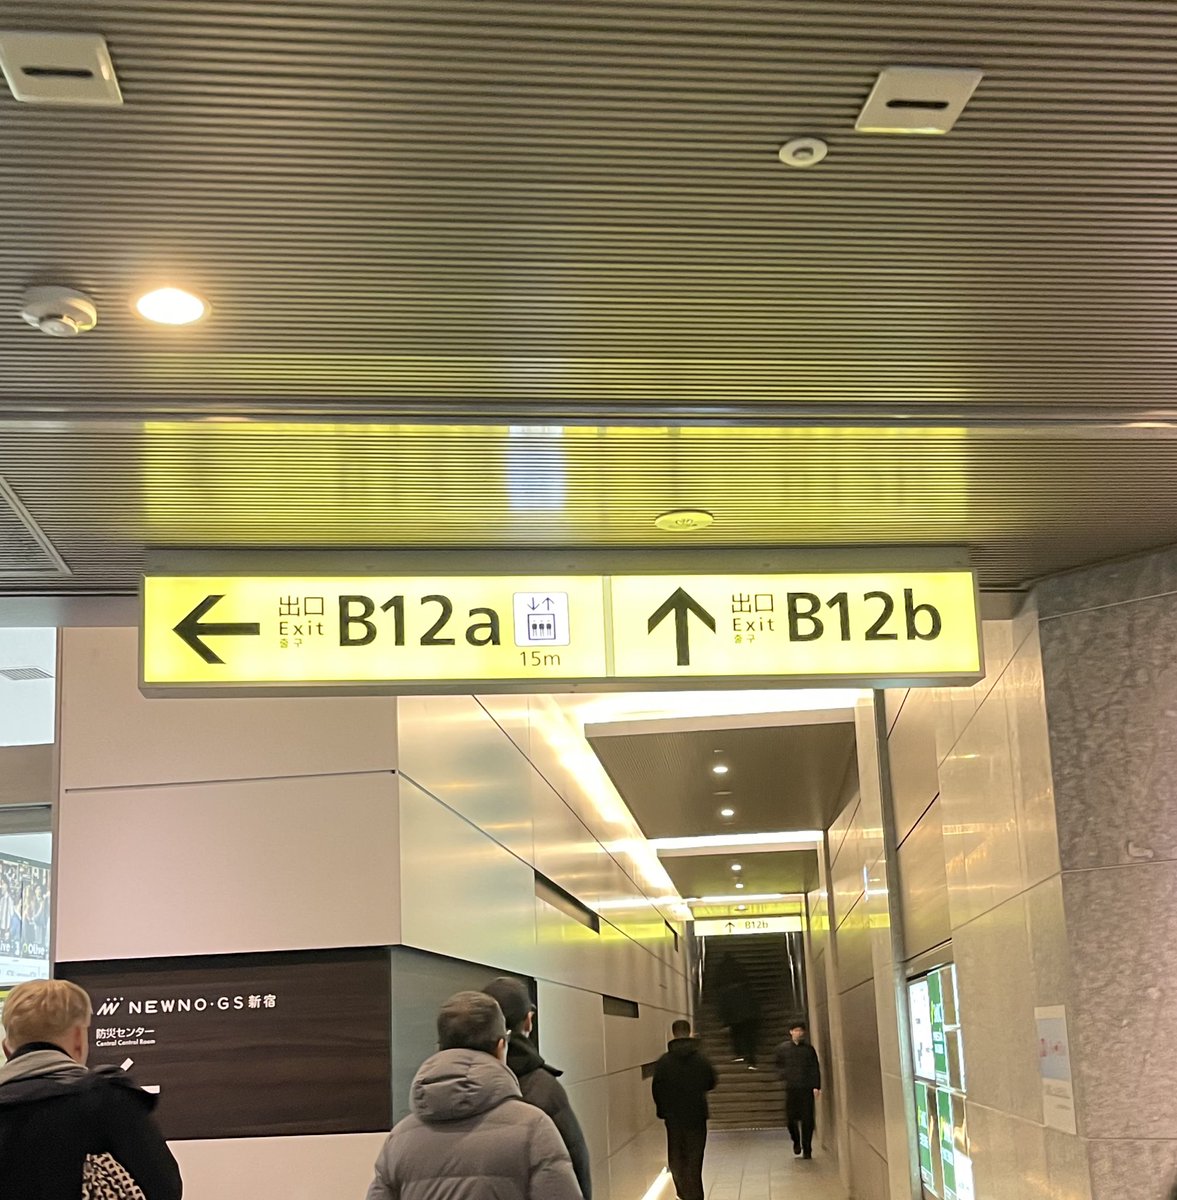 出口
Exit
출구
B12a
15m
出口
Exit
출구
B12b
B12b
NEWNO・GS新宿
防災センター
Central Control Room